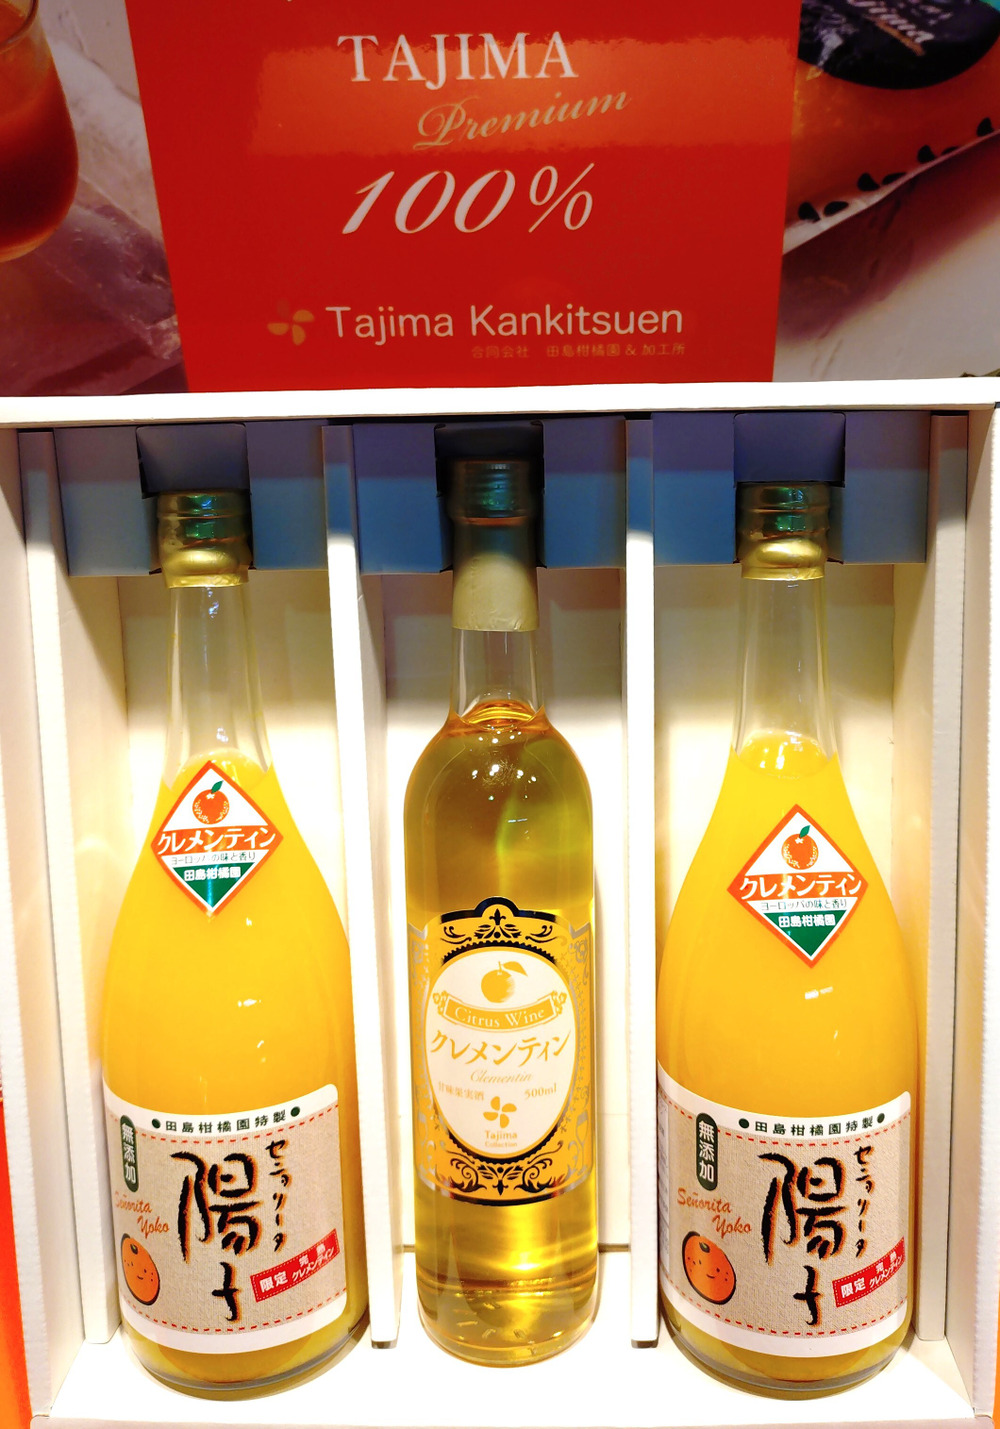 TAJIMA
Premium
100%
Tajima Kankitsuen
合同会社 田島柑橘園 & 加工所
クレメンティン
ヨーロッパの味と香り
田島柑橘園
●田島柑橘園特製●
無添加
セニョリータ
陽子
Señorita
Yoko
限定
完熟
クレメンティン
Citrus Wine
クレメンティン
Clementin
甘味果実酒 500ml
Tajima
Collection
クレメンティン
ヨーロッパの味と香り
田島柑橘園
●田島柑橘園特製●
無添加
セニョリータ
陽子
Señorita
Yoko
限定
完熟
クレメンティン
Tajima